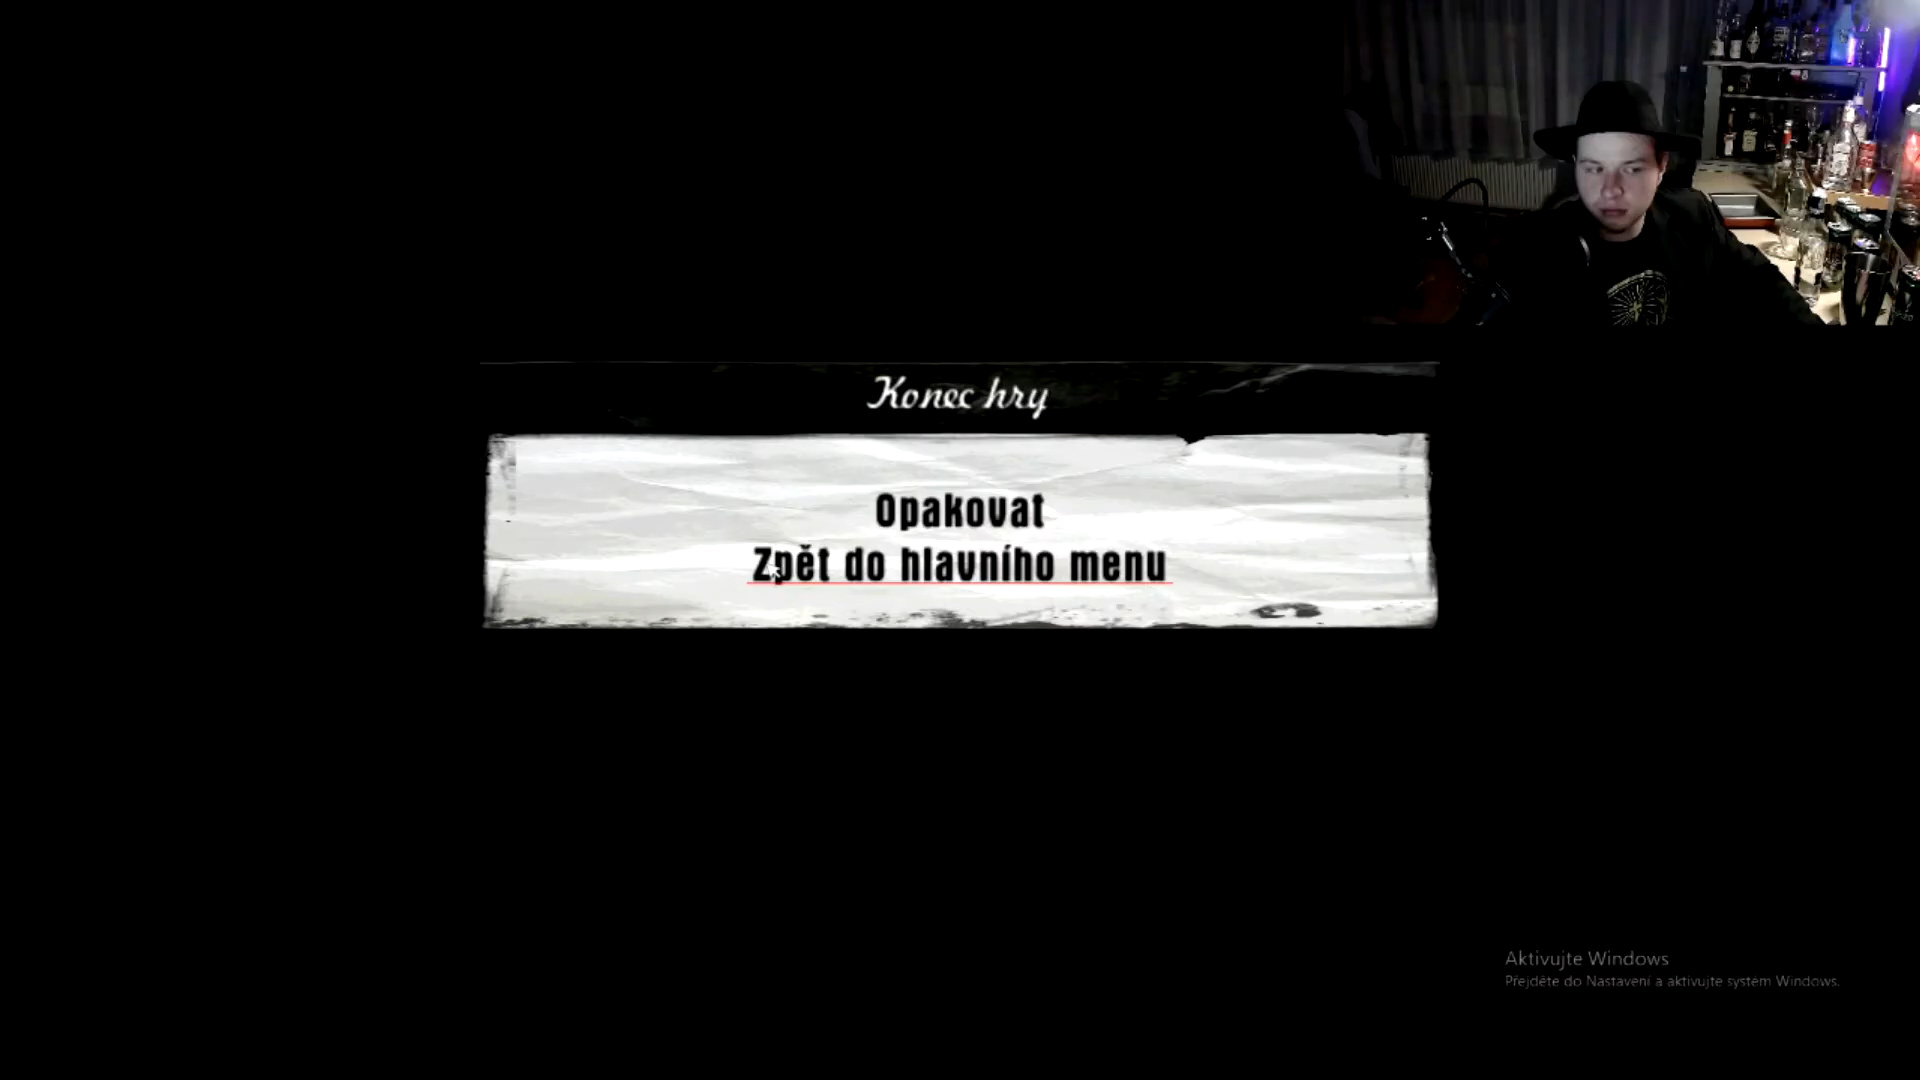 Konec hry
Opakovat
Zpět do hlavního menu
Aktivujte Windows
Přejděte do Nastavení a aktivujte systém Windows.